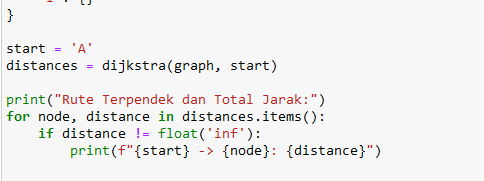 }
start = 'A'
distances = dijkstra(graph, start)
print("Rute Terpendek dan Total Jarak:")
for node, distance in distances.items():
    if distance != float('inf'):
        print(f"{start} -> {node}: {distance}")